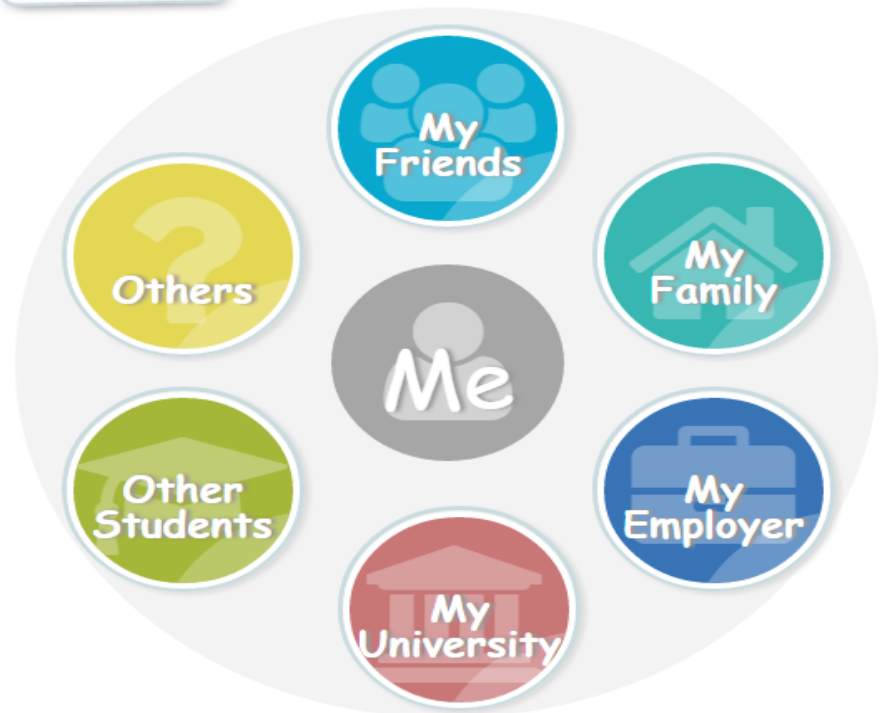 My
Friends
Others
My
Family
Me
Other
Students
My
Employer
My
University